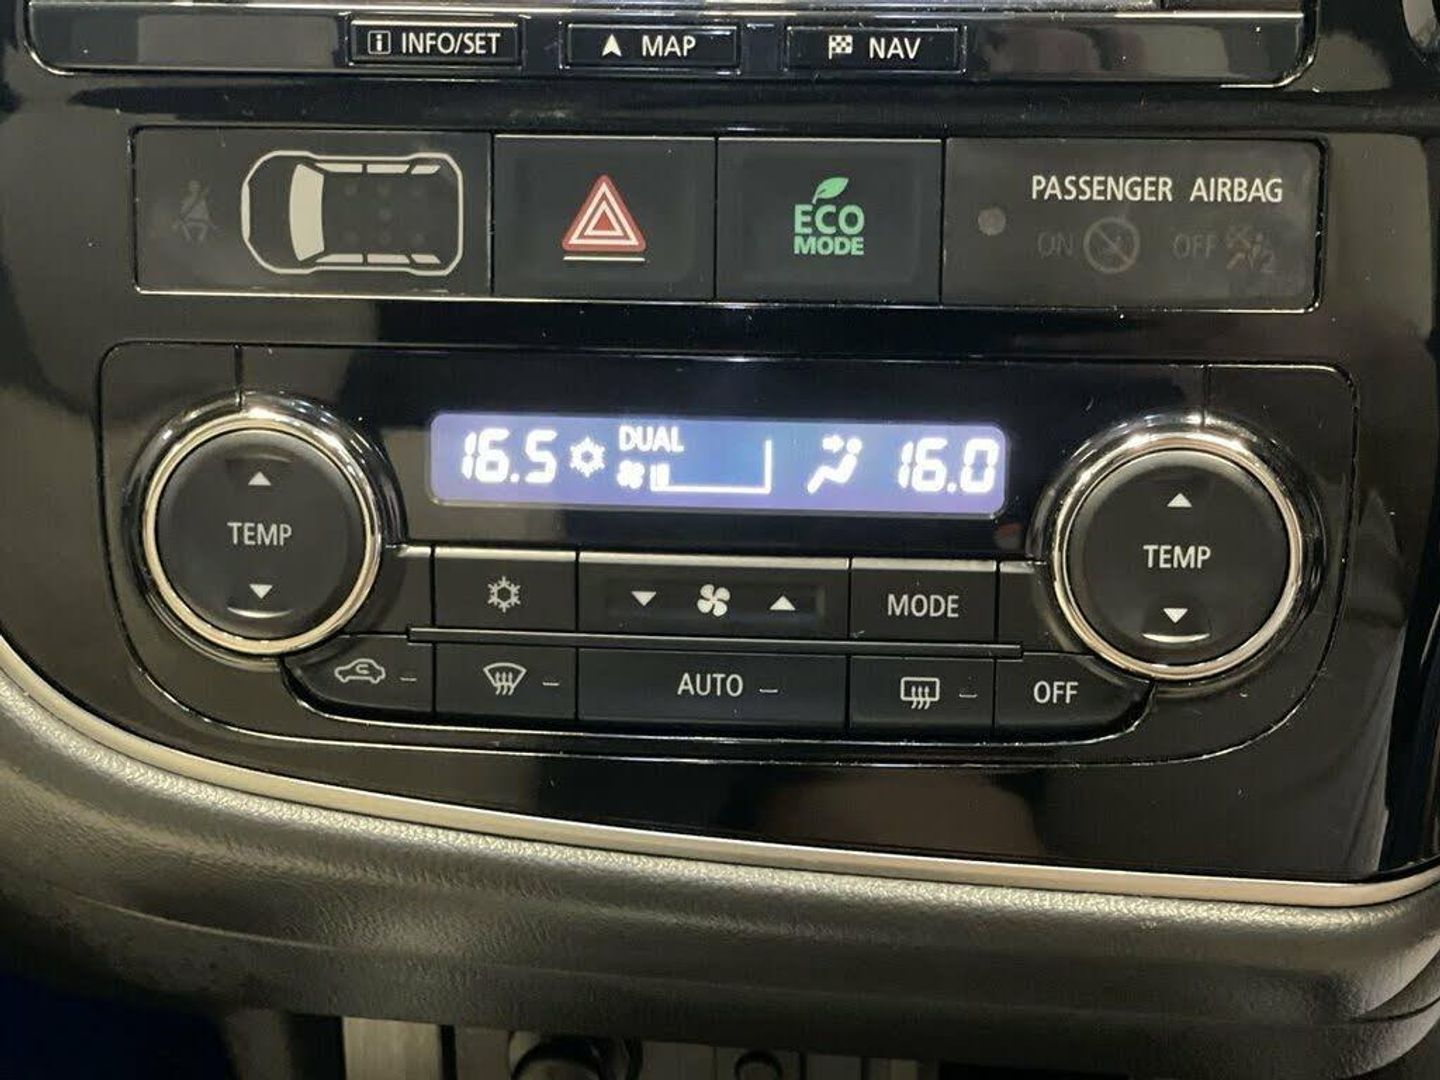 INFO/SET MAP NAV
PASSENGER AIRBAG
ECO
MODE
ON OFF
16.5 DUAL 16.0
TEMP
TEMP
MODE
AUTO
OFF